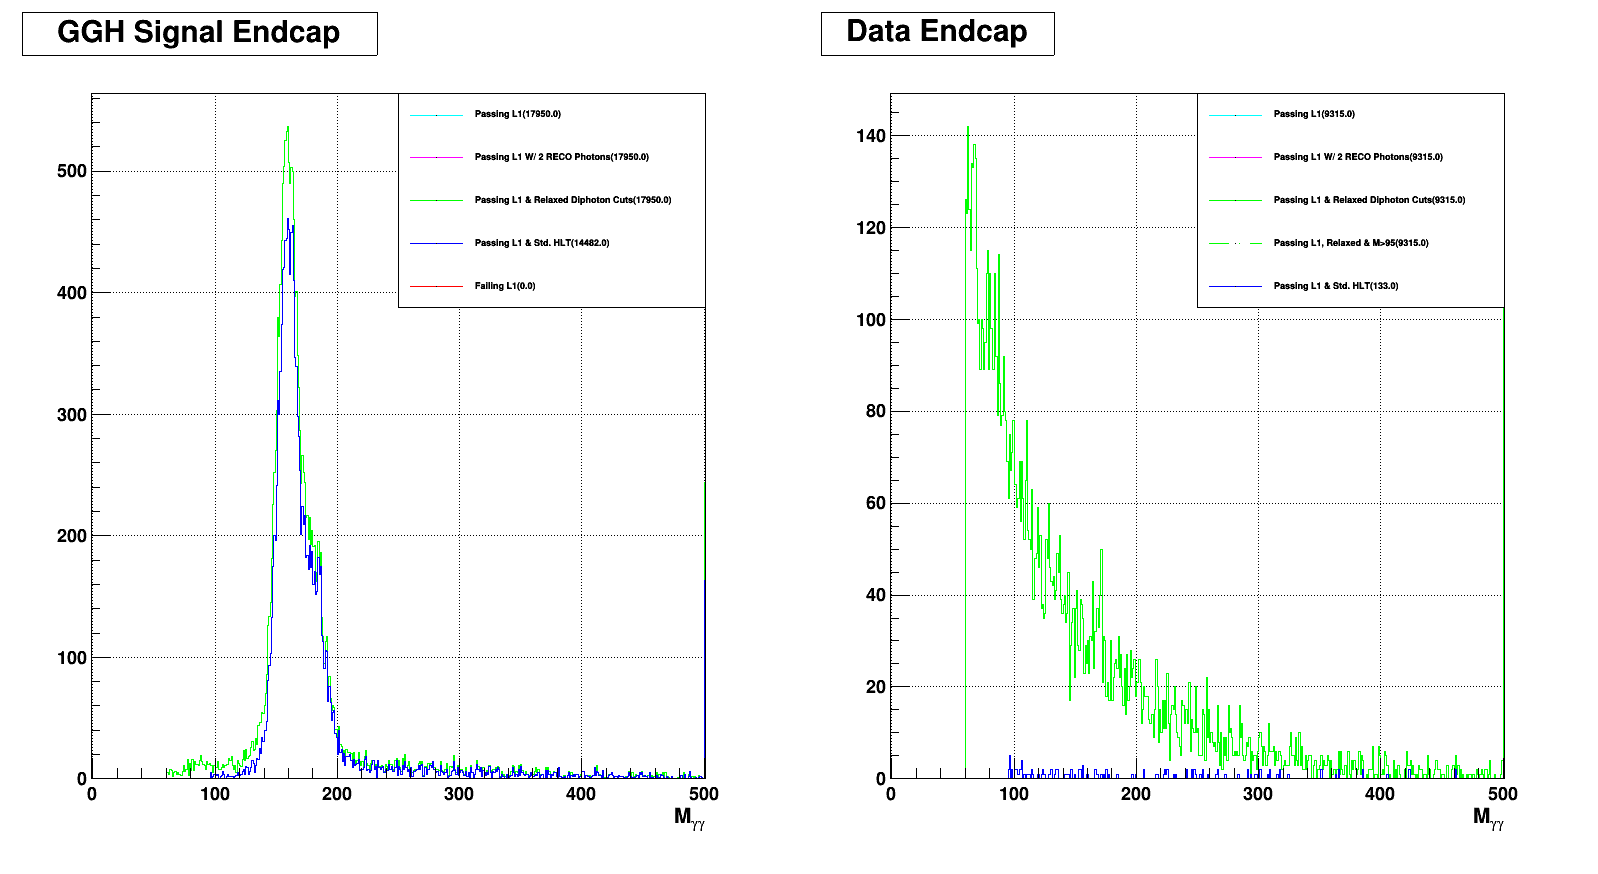 GGH Signal Endcap
Passing L1(17950.0)
Passing L1 W/ 2 RECO Photons(17950.0)
Passing L1 & Relaxed Diphoton Cuts(17950.0)
Passing L1 & Std. HLT(14482.0)
Failing L1(0.0)
500
400
300
200
100
0
0 100 200 300 400 500
Mγγ
Data Endcap
Passing L1(9315.0)
Passing L1 W/ 2 RECO Photons(9315.0)
Passing L1 & Relaxed Diphoton Cuts(9315.0)
Passing L1, Relaxed & M>95(9315.0)
Passing L1 & Std. HLT(133.0)
140
120
100
80
60
40
20
0
0 100 200 300 400 500
Mγγ